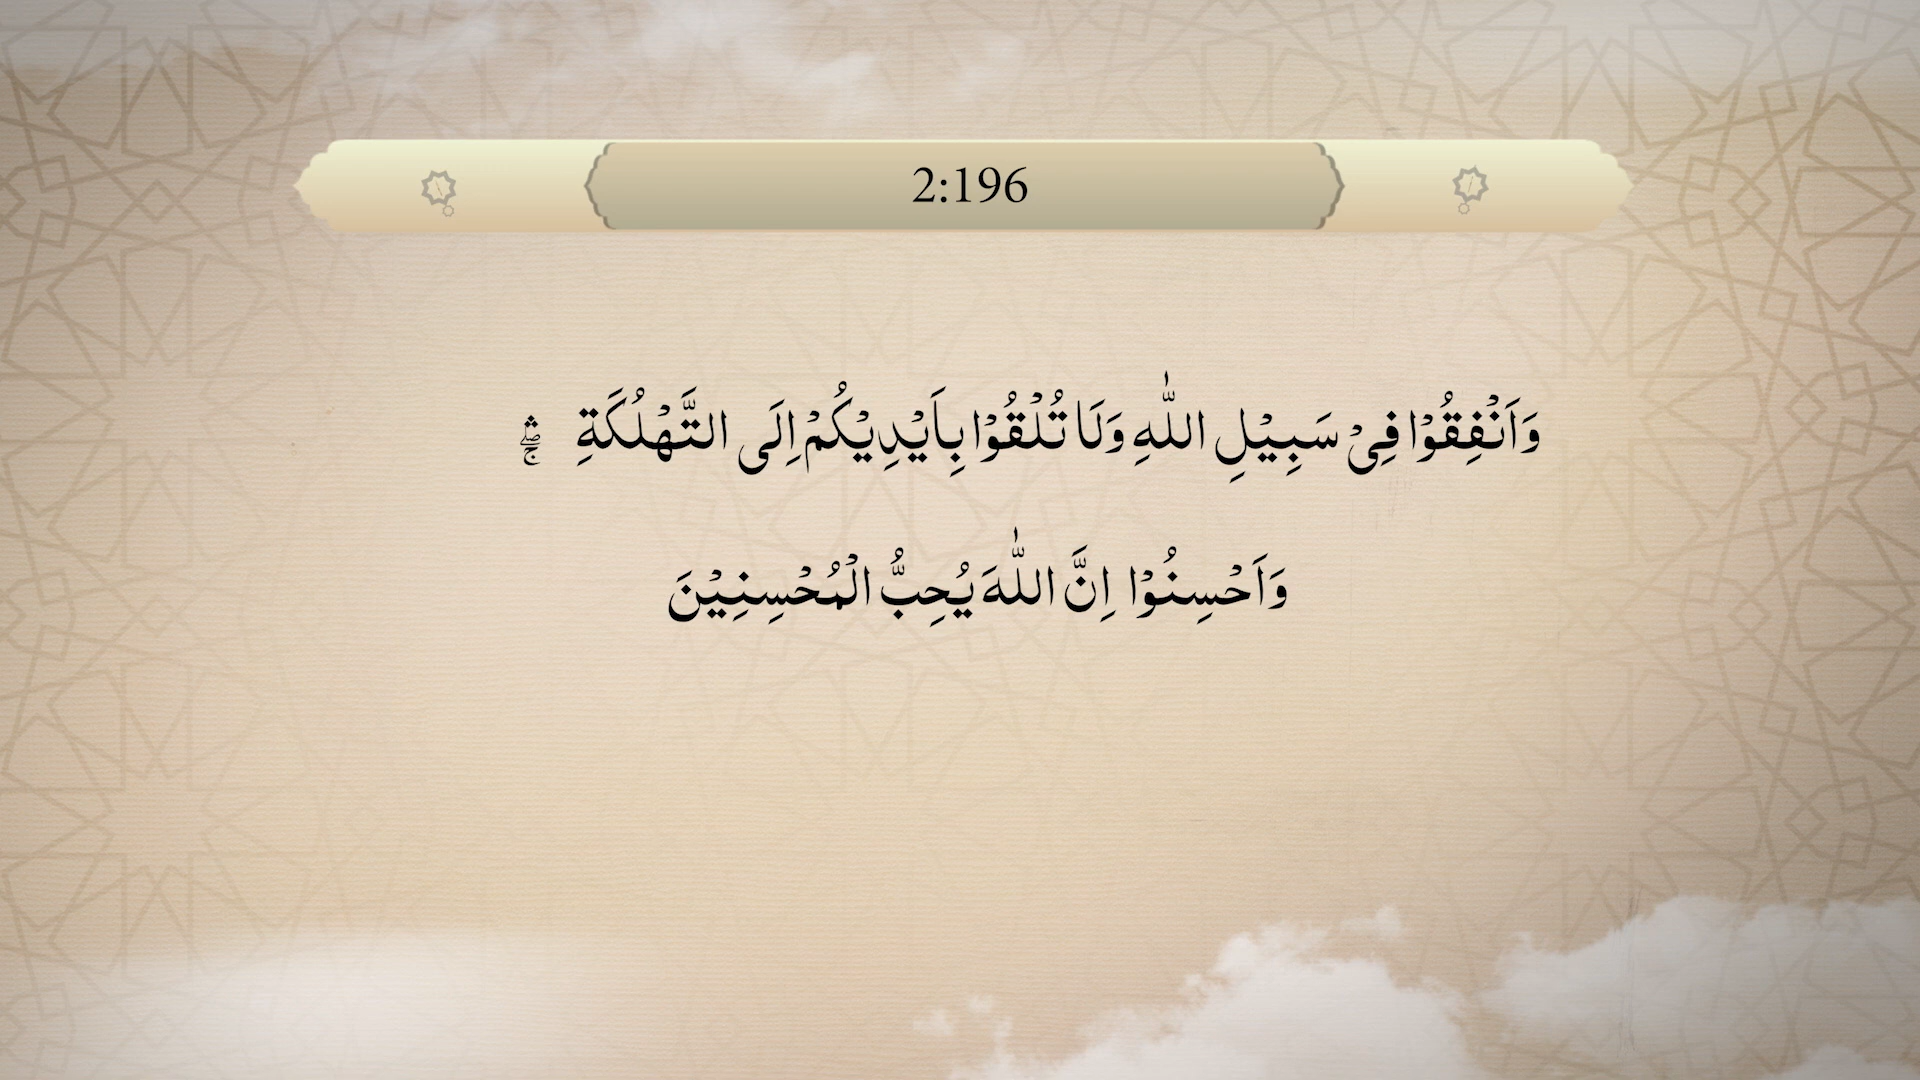 2:196
وَاَنْفِقُوْا فِیْ سَبِیْلِ اللّٰهِ وَلَا تُلْقُوْا بِاَیْدِیْكُمْ اِلَی التَّهْلُكَةِ ۛۖۚ
وَاَحْسِنُوْا اِنَّ اللّٰهَ یُحِبُّ الْمُحْسِنِیْنَ